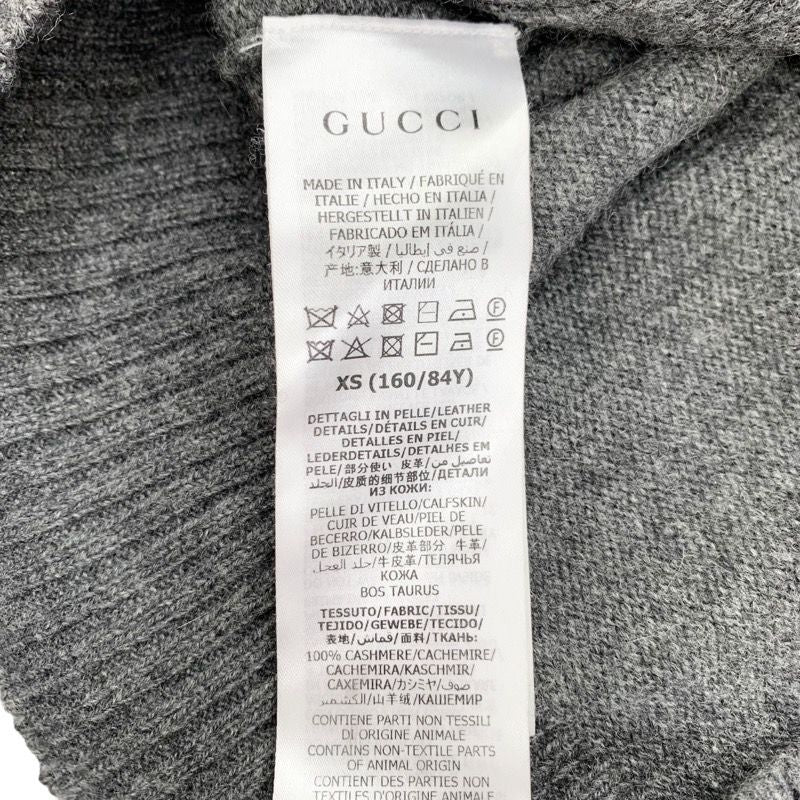 GUCCI
MADE IN ITALY / FABRIQUÉ EN
ITALIE / HECHO EN ITALIA /
HERGESTELLT IN ITALIEN /
FABRICADO EM ITÁLIA /
イタリア製 / صنع في إيطاليا /
产地:意大利 / СДЕЛАНО В
ИТАЛИИ
F
F
XS (160/84Y)
DETTAGLI IN PELLE/LEATHER
DETAILS/DÉTAILS EN CUIR/
DETALLES EN PIEL/
LEDERDETAILS/DETALHES EM
PELE/部分使い 皮革/تفاصيل من
الجلد/皮质的细节部位/ДЕТАЛИ
ИЗ КОЖИ:
PELLE DI VITELLO/CALFSKIN/
CUIR DE VEAU/PIEL DE
BECERRO/KALBSLEDER/PELE
DE BIZERRO/皮革部分 牛革/
جلد العجل/牛皮革/ТЕЛЯЧЬЯ
КОЖА
BOS TAURUS
TESSUTO/FABRIC/TISSU/
TEJIDO/GEWEBE/TECIDO/
表地/قماش/面料/ТКАНЬ:
100% CASHMERE/CACHEMIRE/
CACHEMIRA/KASCHMIR/
CAXEMIRA/カシミヤ/صوف
الكشمير/山羊绒/КАШЕМИР
CONTIENE PARTI NON TESSILI
DI ORIGINE ANIMALE
CONTAINS NON-TEXTILE PARTS
OF ANIMAL ORIGIN
CONTIENT DES PARTIES NON
TEXTILES D'ORIGINE ANIMALE